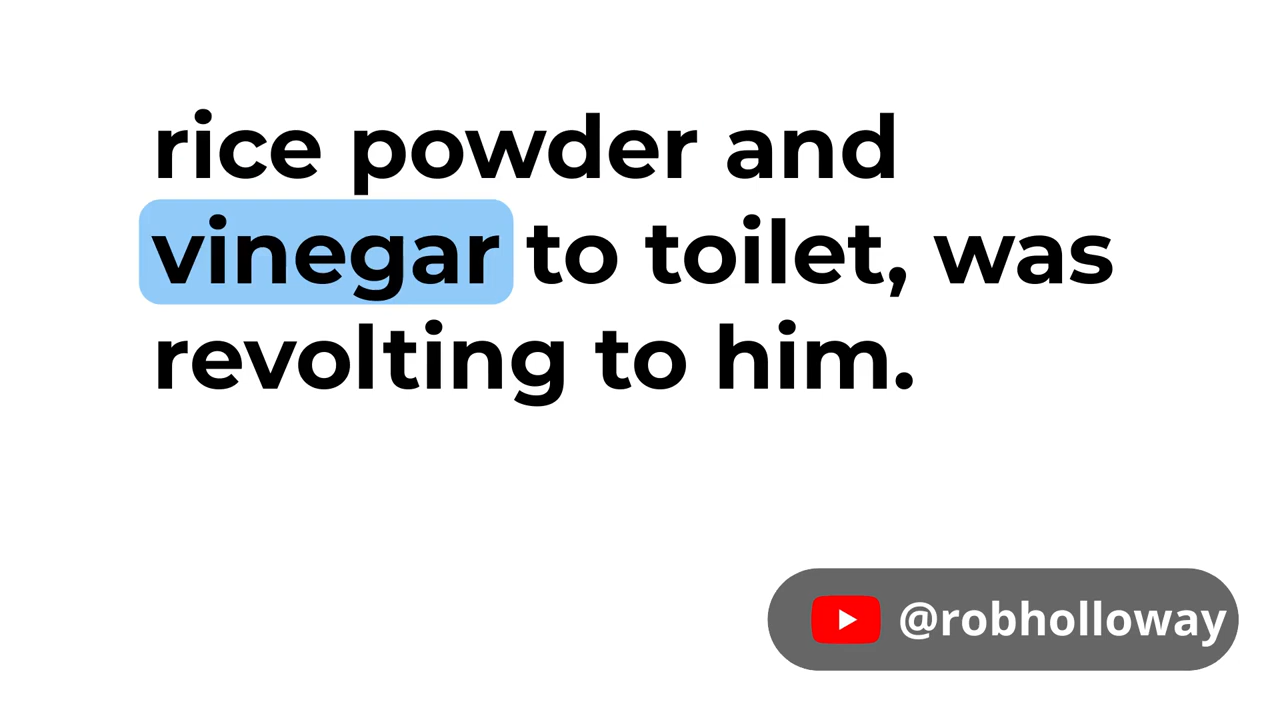 rice powder and
vinegar to toilet, was
revolting to him.
@robholloway